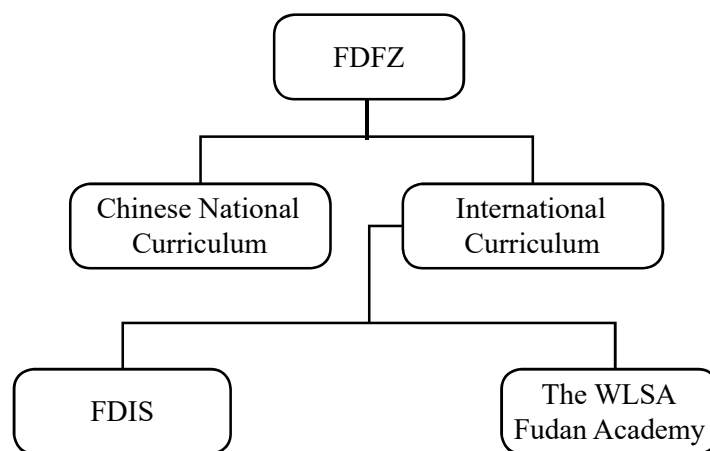 FDFZ
Chinese National
Curriculum
International
Curriculum
FDIS
The WLSA
Fudan Academy